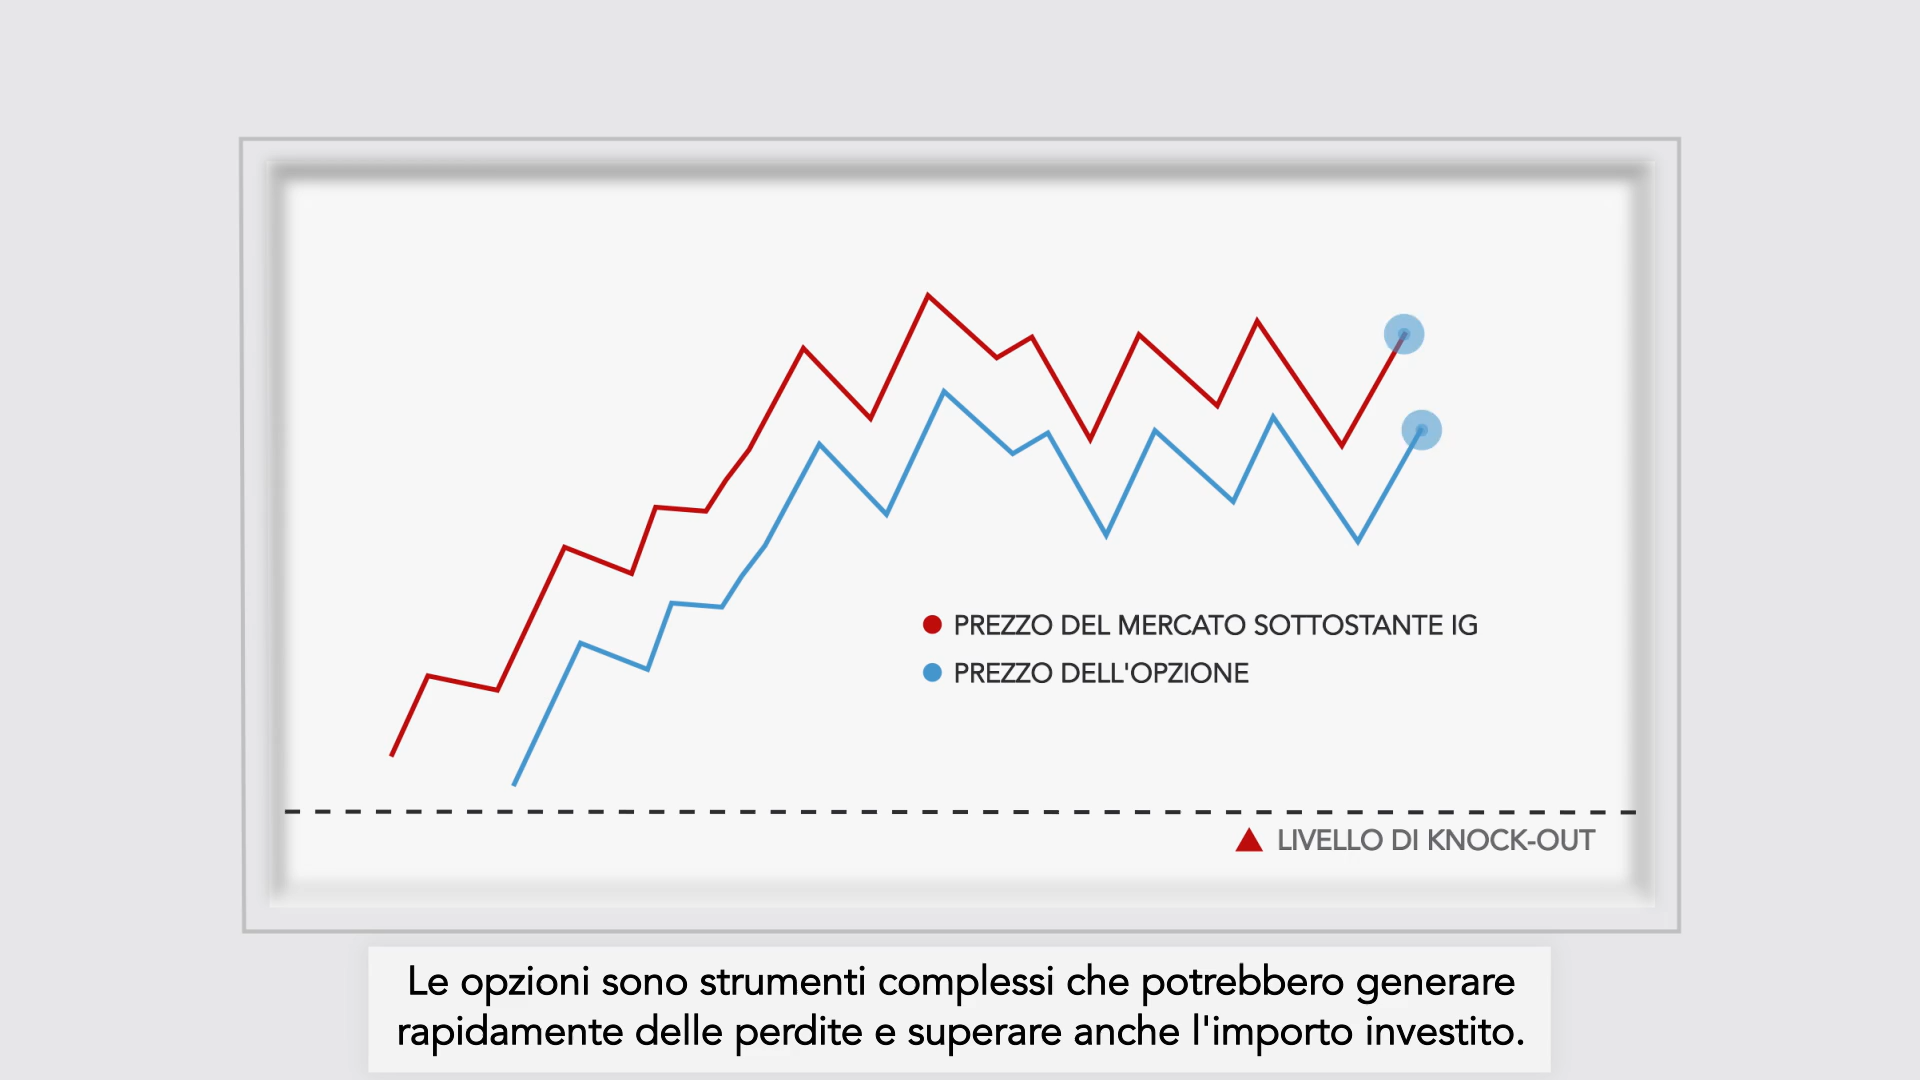 PREZZO DEL MERCATO SOTTOSTANTE IG
PREZZO DELL'OPZIONE
LIVELLO DI KNOCK-OUT
Le opzioni sono strumenti complessi che potrebbero generare
rapidamente delle perdite e superare anche l'importo investito.